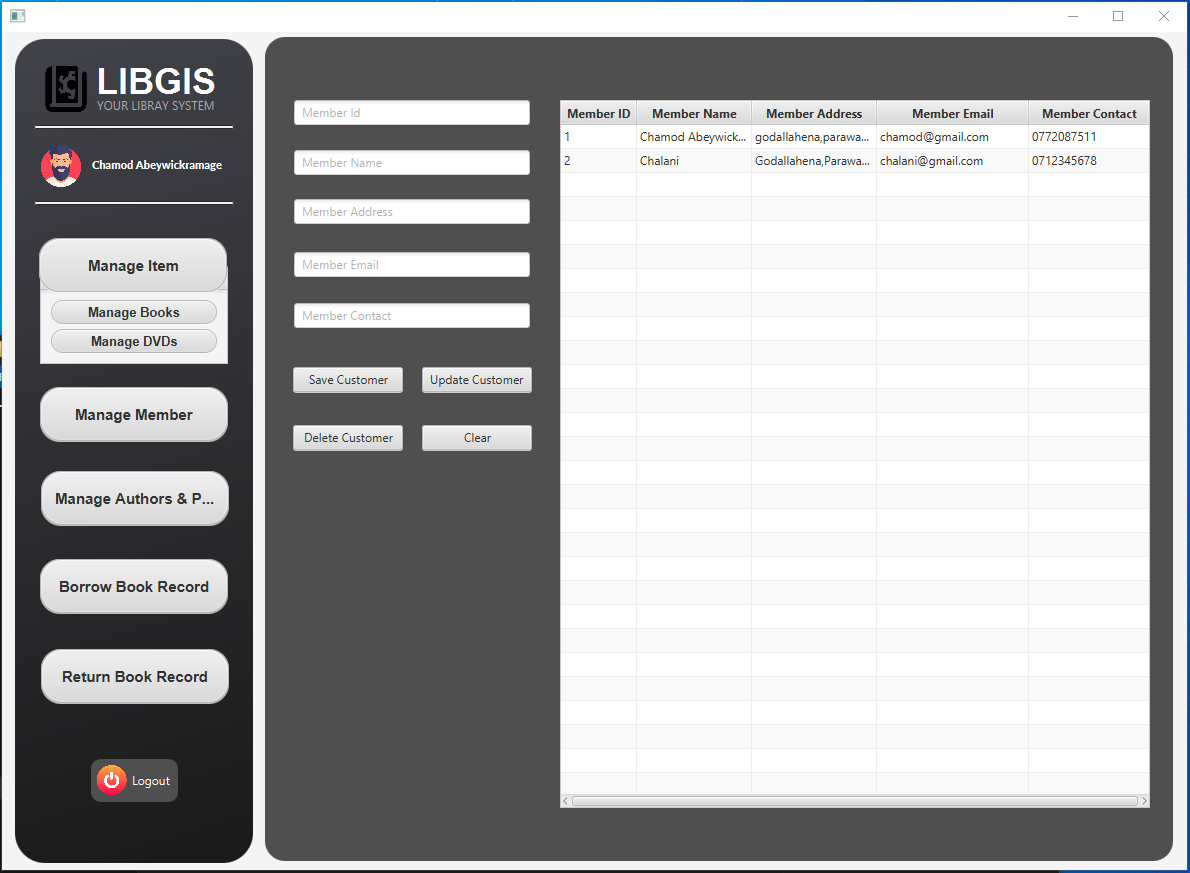 LIBGIS
YOUR LIBRAY SYSTEM
Chamod Abeywickramage
Manage Item
Manage Books
Manage DVDs
Manage Member
Manage Authors & P...
Borrow Book Record
Return Book Record
Logout
Member Id
Member Name
Member Address
Member Email
Member Contact
Save Customer Update Customer
Delete Customer Clear
Member ID Member Name Member Address Member Email Member Contact
1 Chamod Abeywick... godallahena,parawa... chamod@gmail.com 0772087511
2 Chalani Godallahena,Parawa... chalani@gmail.com 0712345678